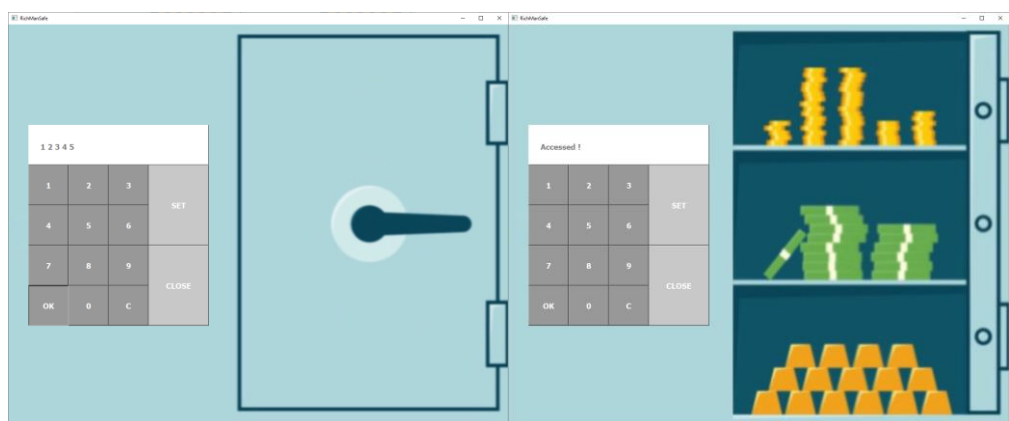 RichManSafe
1 2 3 4 5
1 2 3
SET
4 5 6
7 8 9
CLOSE
OK 0 C
RichManSafe
Accessed !
1 2 3
SET
4 5 6
7 8 9
CLOSE
OK 0 C